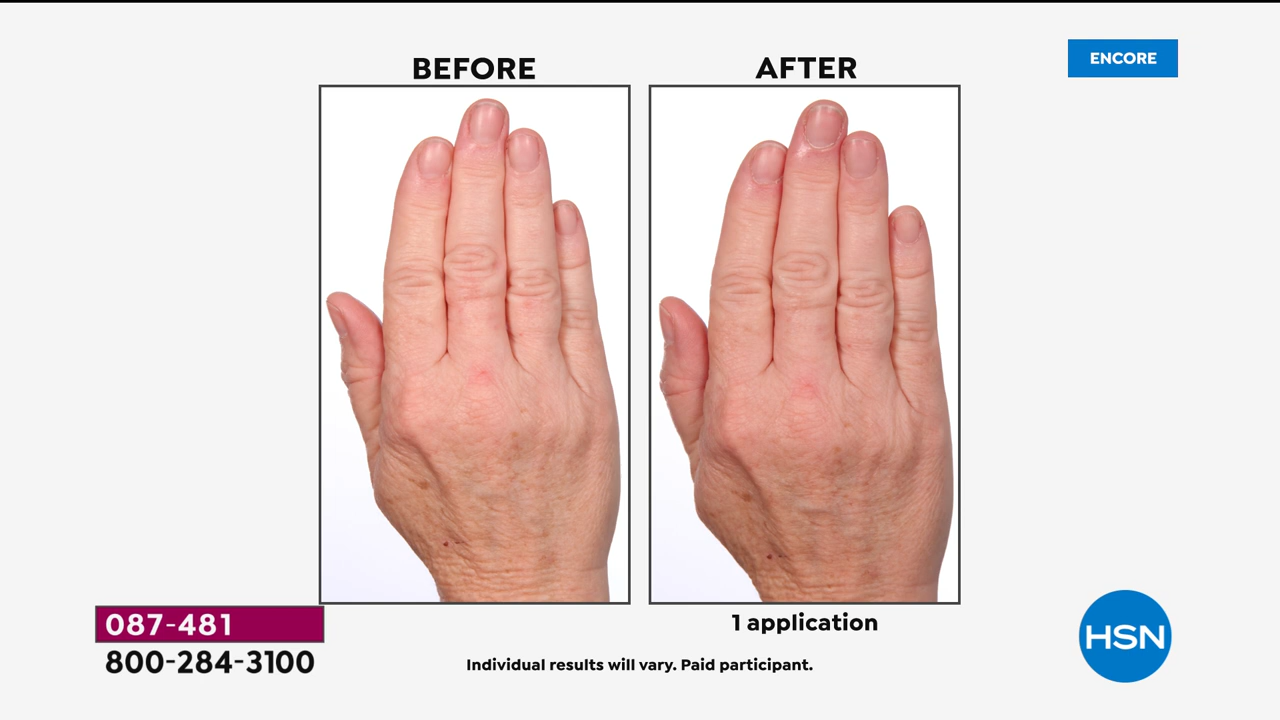 BEFORE
AFTER
ENCORE
1 application
087-481
800-284-3100
Individual results will vary. Paid participant.
HSN